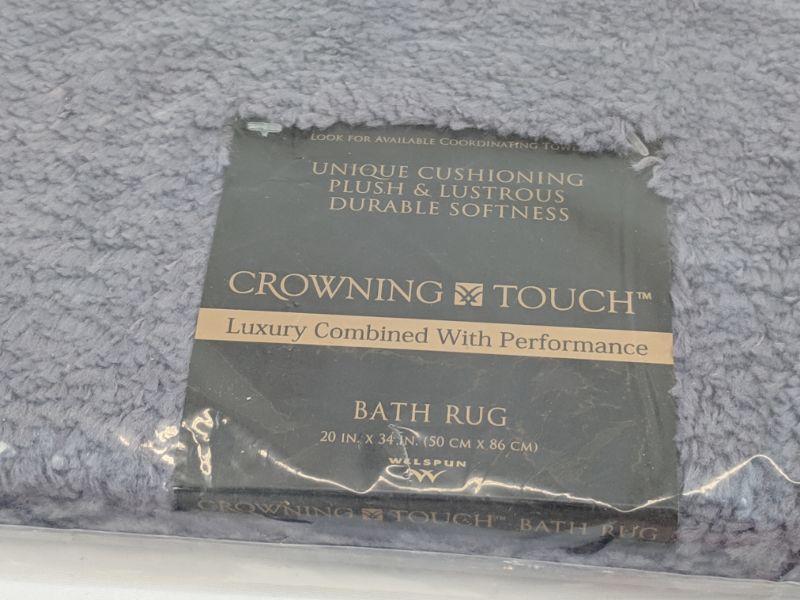 LOOK FOR AVAILABLE COORDINATING
UNIQUE CUSHIONING
PLUSH & LUSTROUS
DURABLE SOFTNESS
CROWNING TOUCH™
Luxury Combined With Performance
BATH RUG
20 IN. X 34 IN. (50 CM X 86 CM)
WELSPUN
CROWNING TOUCH™ BATH RUG